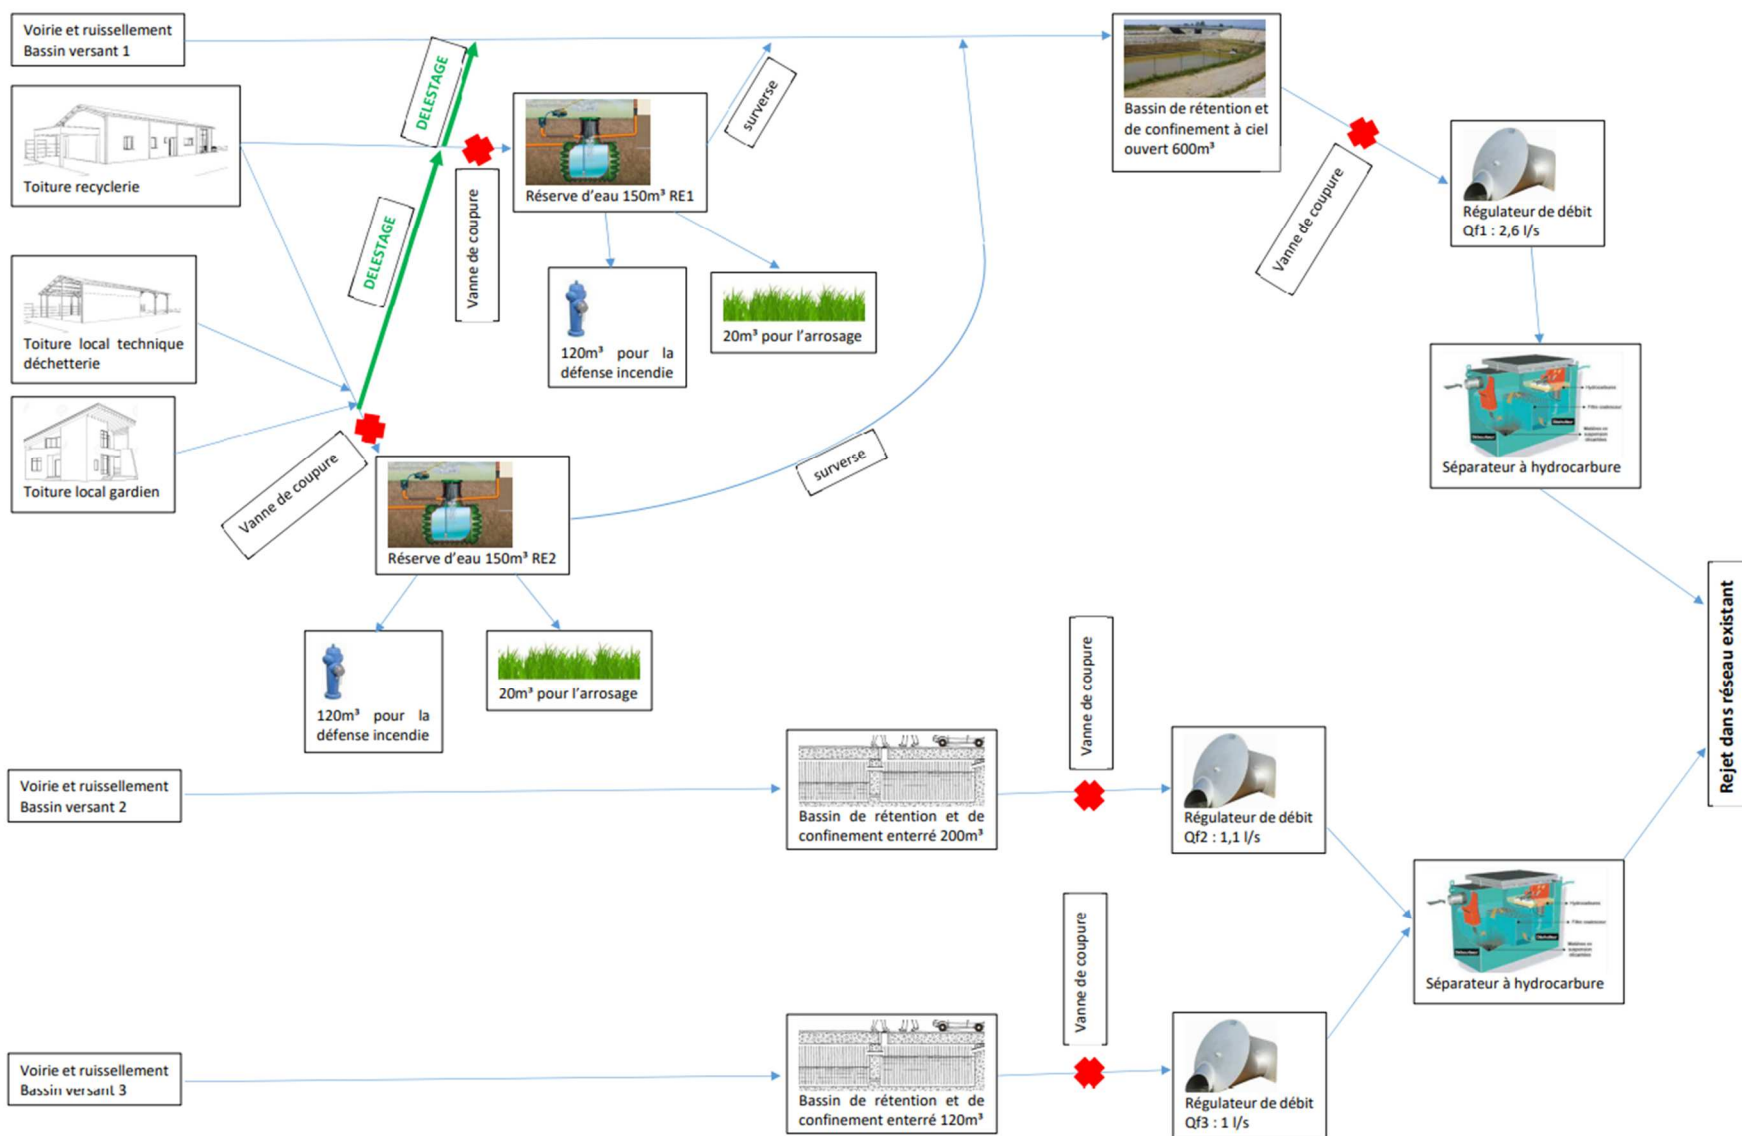 Voirie et ruissellement
Bassin versant 1
DELESTAGE
surverse
Bassin de rétention et
de confinement à ciel
ouvert 600m³
Toiture recyclerie
Vanne de coupure
Réserve d'eau 150m³ RE1
Vanne de coupure
Régulateur de débit
Qf1 : 2,6 l/s
DELESTAGE
Toiture local technique
déchetterie
120m³ pour la
défense incendie
20m³ pour l'arrosage
Toiture local gardien
Vanne de coupure
Réserve d'eau 150m³ RE2
surverse
Hydrocarbures
Séparateur à hydrocarbure
120m³ pour la
défense incendie
20m³ pour l'arrosage
Rejet dans réseau existant
Voirie et ruissellement
Bassin versant 2
Bassin de rétention et de
confinement enterré 200m³
Vanne de coupure
Régulateur de débit
Qf2 : 1,1 l/s
Hydrocarbures
Séparateur à hydrocarbure
Voirie et ruissellement
Bassin versant 3
Bassin de rétention et de
confinement enterré 120m³
Vanne de coupure
Régulateur de débit
Qf3 : 1 l/s